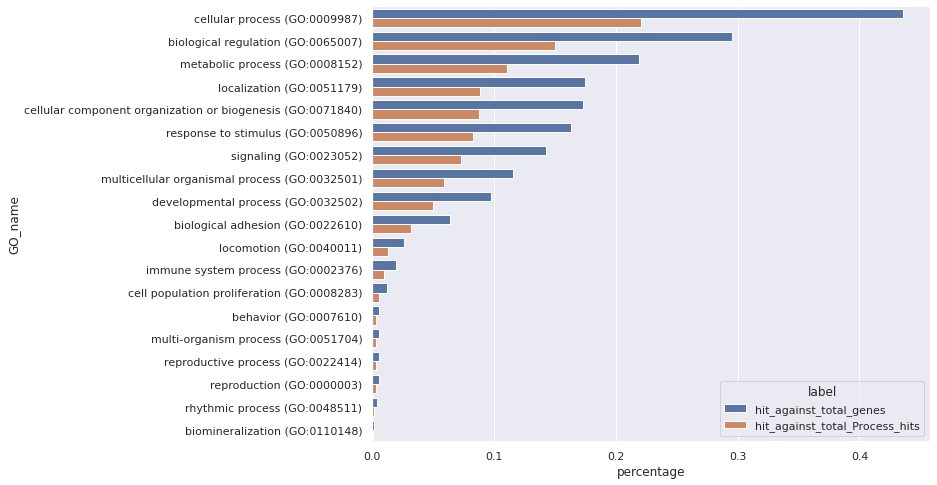 cellular process (GO:0009987)
biological regulation (GO:0065007)
metabolic process (GO:0008152)
localization (GO:0051179)
cellular component organization or biogenesis (GO:0071840)
response to stimulus (GO:0050896)
signaling (GO:0023052)
multicellular organismal process (GO:0032501)
developmental process (GO:0032502)
biological adhesion (GO:0022610)
locomotion (GO:0040011)
immune system process (GO:0002376)
cell population proliferation (GO:0008283)
behavior (GO:0007610)
multi-organism process (GO:0051704)
reproductive process (GO:0022414)
reproduction (GO:0000003)
rhythmic process (GO:0048511)
biomineralization (GO:0110148)
GO_name
label
hit_against_total_genes
hit_against_total_Process_hits
0.0 0.1 0.2 0.3 0.4
percentage